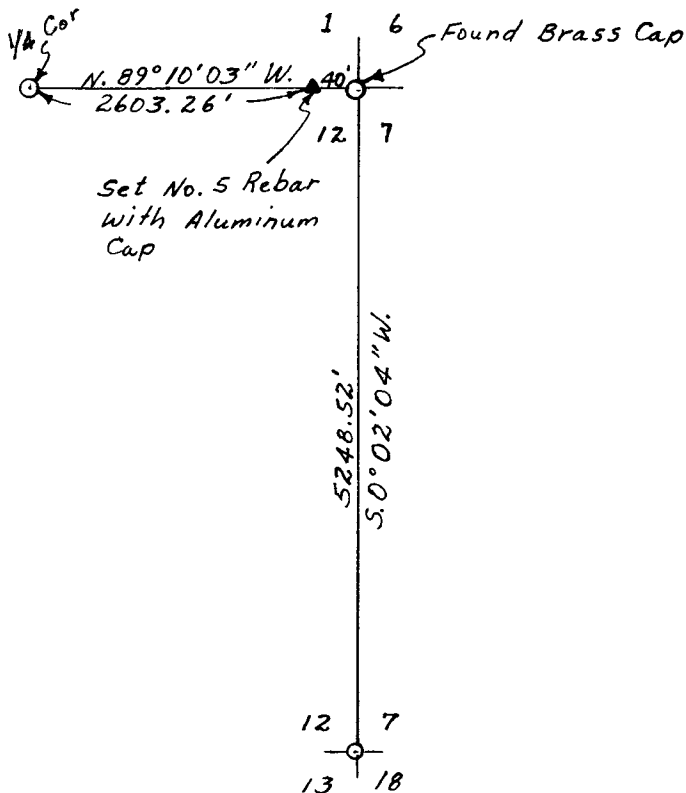 1/4 Cor
1 6
Found Brass Cap
N. 89°10'03" W.
40'
2603.26'
12 7
Set No. 5 Rebar
with Aluminum
Cap
5248.52'
S.0°02'04"W.
12 7
13 18